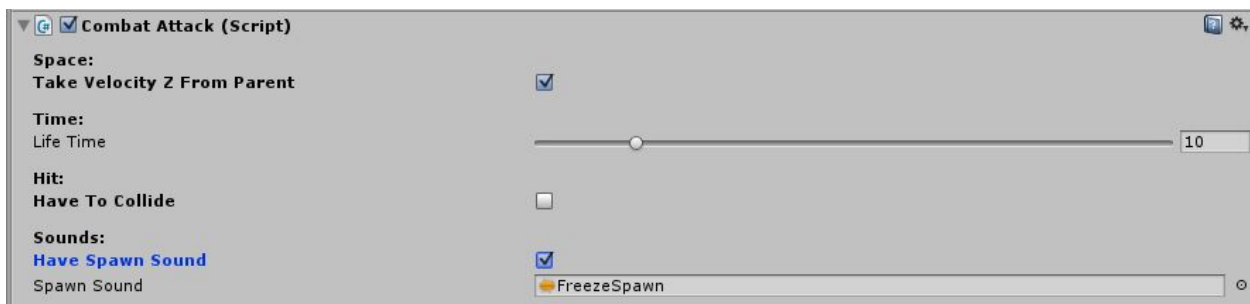 Combat Attack (Script)
Space:
Take Velocity Z From Parent
Time:
Life Time 10
Hit:
Have To Collide
Sounds:
Have Spawn Sound
Spawn Sound FreezeSpawn